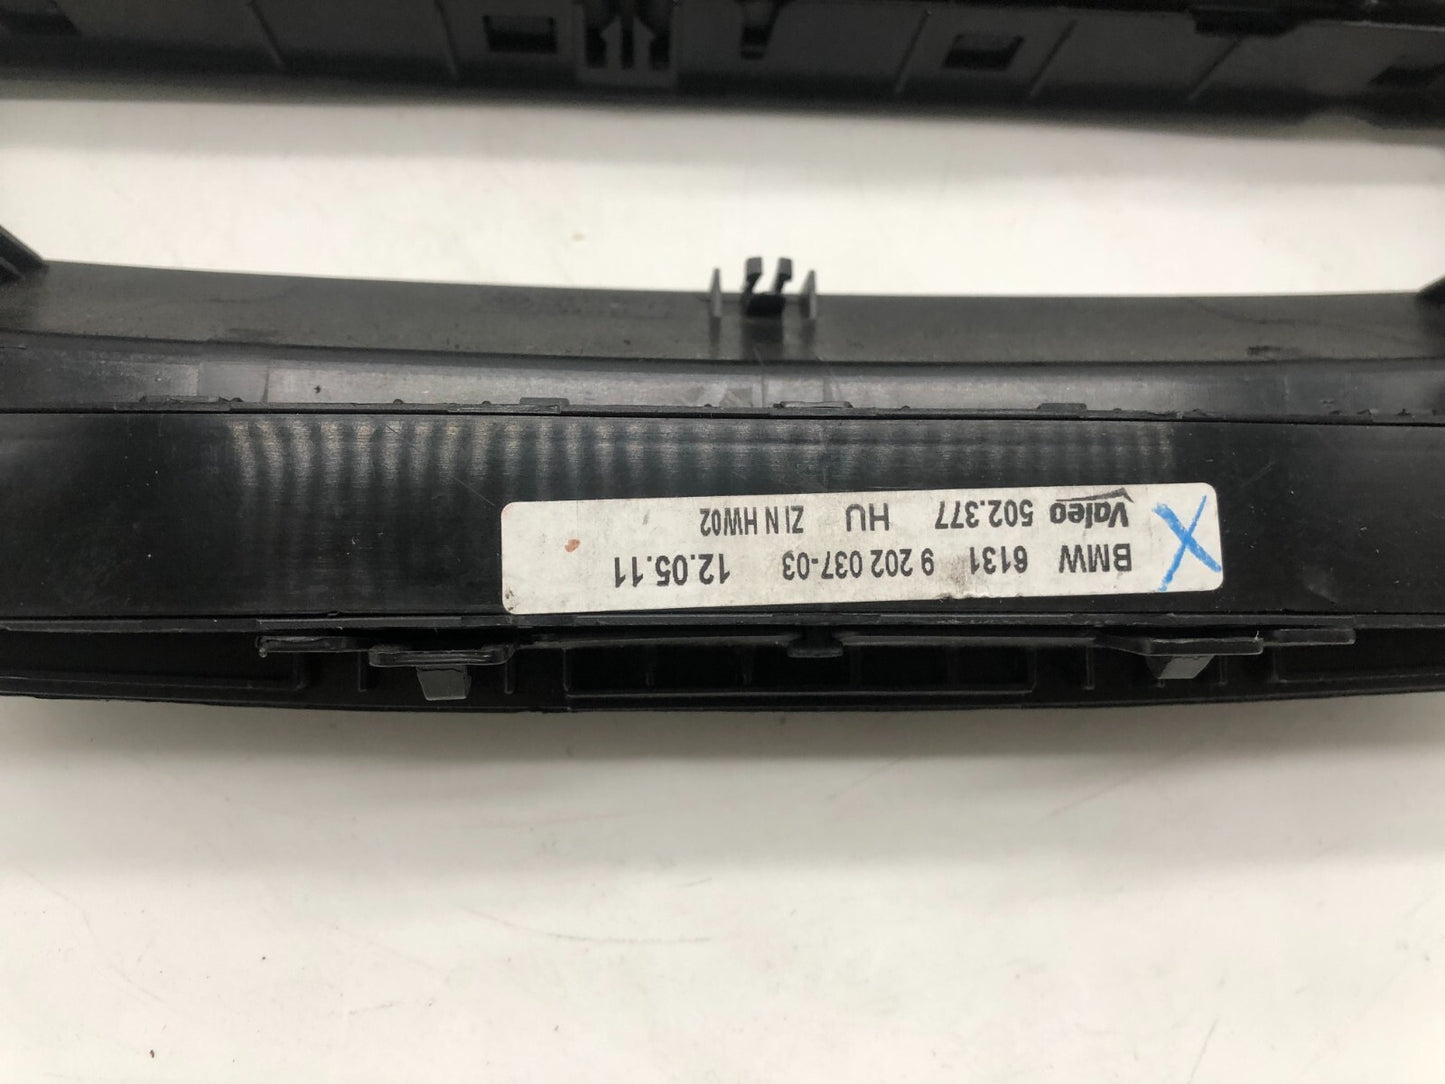 BMW 6131 9 202 037-03 12.05.11
Valeo 502.377 HU ZI N HW02
X